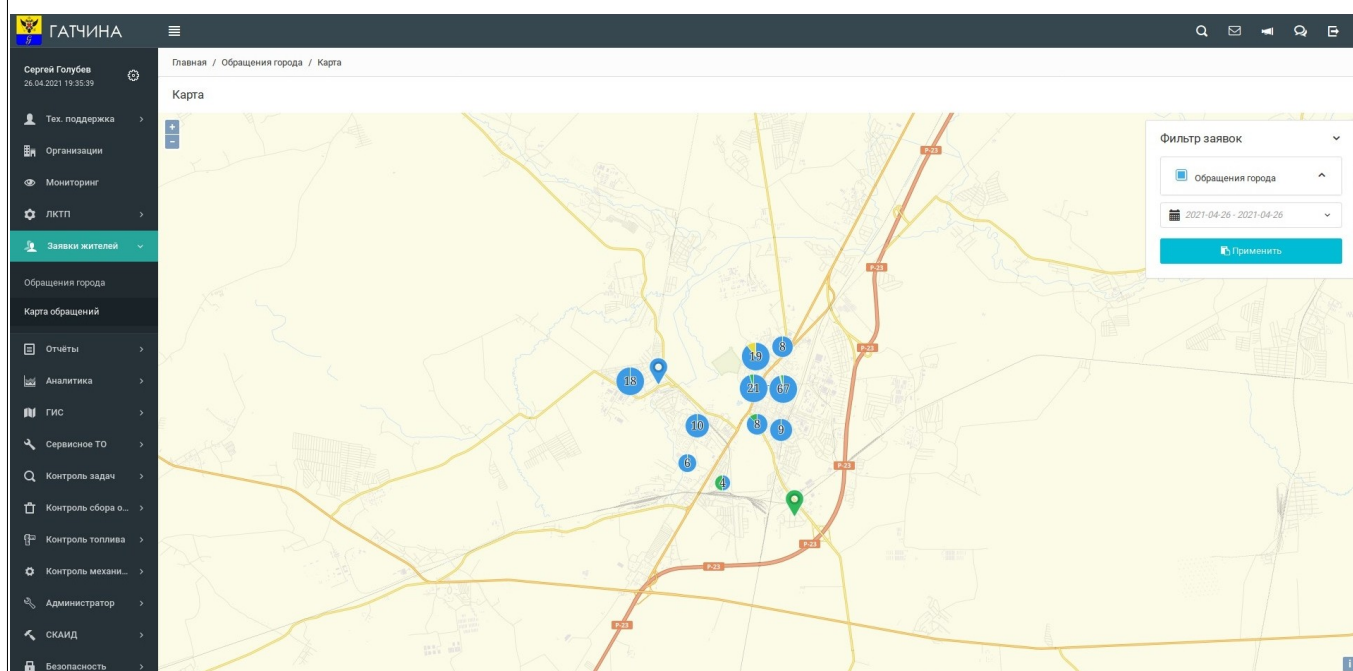 ГАТЧИНА
Сергей Голубев
26.04.2021 19:35:39
Тех. поддержка
Организации
Мониторинг
ЛКТП
Заявки жителей
Обращения города
Карта обращений
Отчёты
Аналитика
ГИС
Сервисное ТО
Контроль задач
Контроль сбора о...
Контроль топлива
Контроль механи...
Администратор
СКАИД
Безопасность
Главная / Обращения города / Карта
Карта
+
-
Р-23
Р-23
Р-23
8
19
18
21
67
10
8
9
6
Р-23
4
Р-23
Р-23
Р-23
Фильтр заявок
Обращения города
2021-04-26 - 2021-04-26
Применить
i